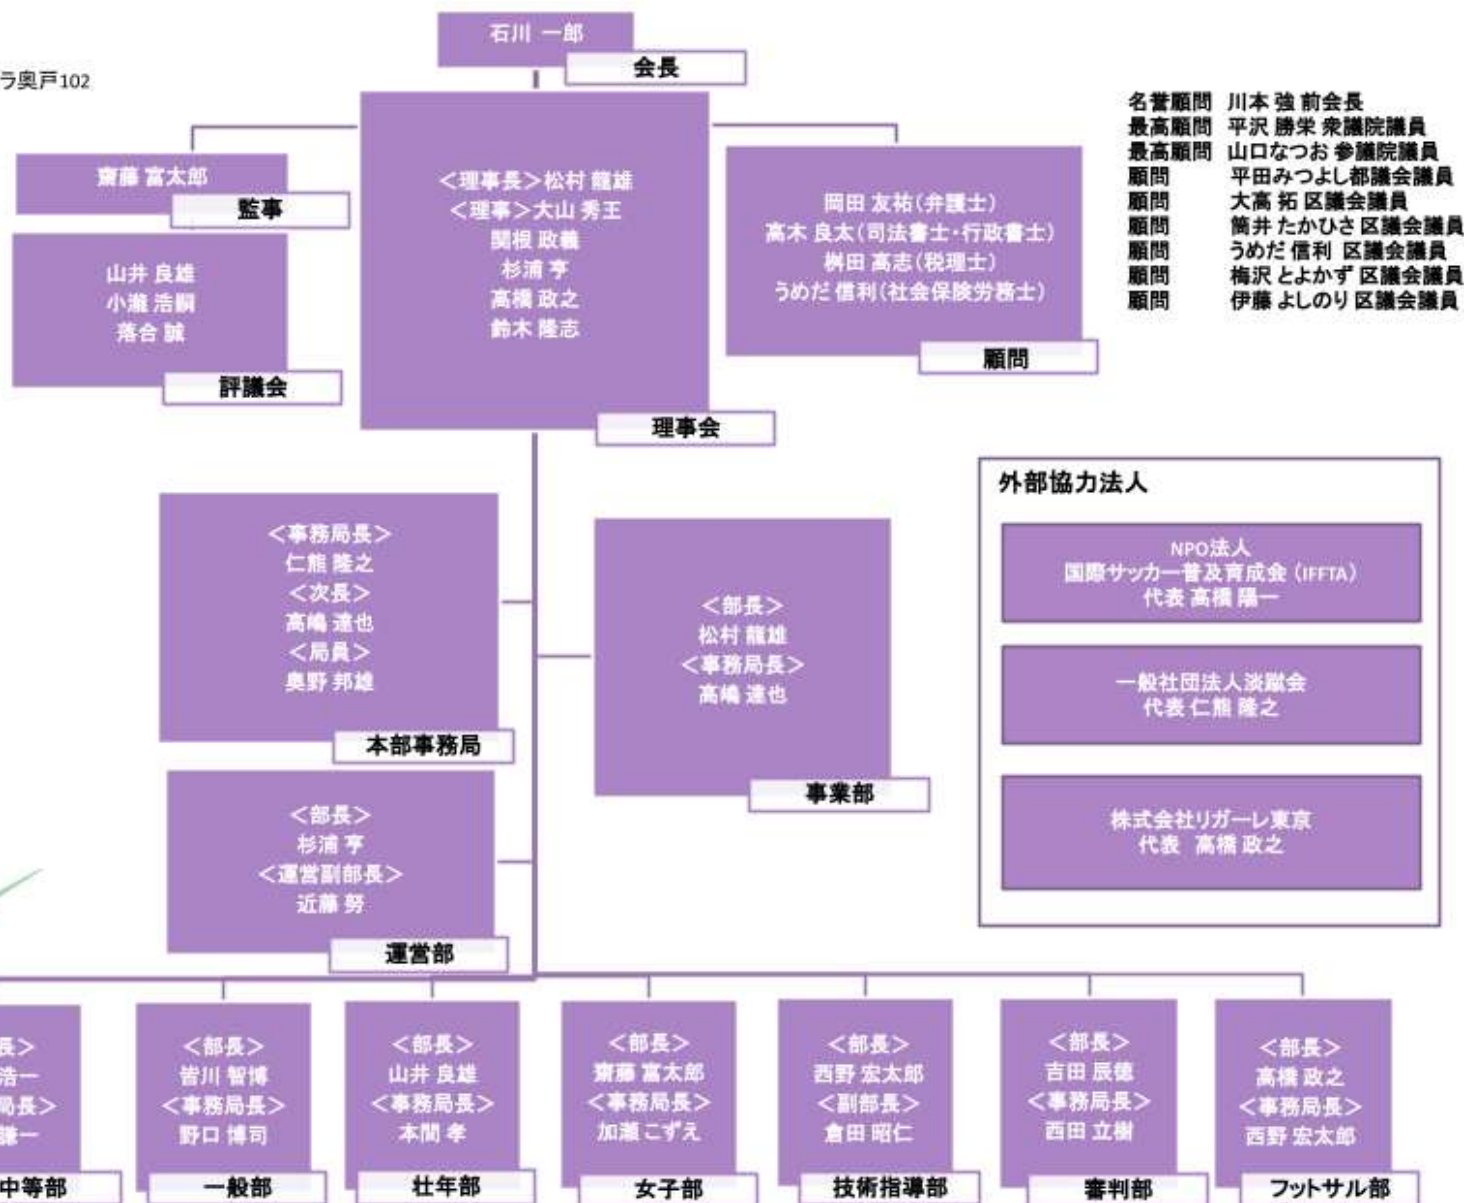 石川 一郎
会長
ラ奥戸102
齋藤 富太郎
監事
山井 良雄
小瀧 浩嗣
落合 誠
評議会
＜理事長＞松村 龍雄
＜理事＞大山 秀王
関根 政義
杉浦 亨
高橋 政之
鈴木 隆志
理事会
岡田 友祐(弁護士)
高木 良太(司法書士・行政書士)
桝田 高志(税理士)
うめだ 信利(社会保険労務士)
顧問
名誉顧問 川本 強 前会長
最高顧問 平沢 勝栄 衆議院議員
最高顧問 山口なつお 参議院議員
顧問 平田みつよし都議会議員
顧問 大高 拓 区議会議員
顧問 筒井 たかひさ 区議会議員
顧問 うめだ 信利 区議会議員
顧問 梅沢 とよかず 区議会議員
顧問 伊藤 よしのり 区議会議員
＜事務局長＞
仁熊 隆之
＜次長＞
高嶋 達也
＜局員＞
奥野 邦雄
本部事務局
＜部長＞
松村 龍雄
＜事務局長＞
高嶋 達也
事業部
外部協力法人
NPO法人
国際サッカー普及育成会（IFFTA）
代表 高橋 陽一
一般社団法人淡蹴会
代表 仁熊 隆之
株式会社リガーレ東京
代表 高橋 政之
＜部長＞
杉浦 亨
＜運営副部長＞
近藤 努
運営部
長＞
浩一
局長＞
謙一
中等部
＜部長＞
皆川 智博
＜事務局長＞
野口 博司
一般部
＜部長＞
山井 良雄
＜事務局長＞
本間 孝
壮年部
＜部長＞
齋藤 富太郎
＜事務局長＞
加瀬 こずえ
女子部
＜部長＞
西野 宏太郎
＜副部長＞
倉田 昭仁
技術指導部
＜部長＞
吉田 辰徳
＜事務局長＞
西田 立樹
審判部
＜部長＞
高橋 政之
＜事務局長＞
西野 宏太郎
フットサル部